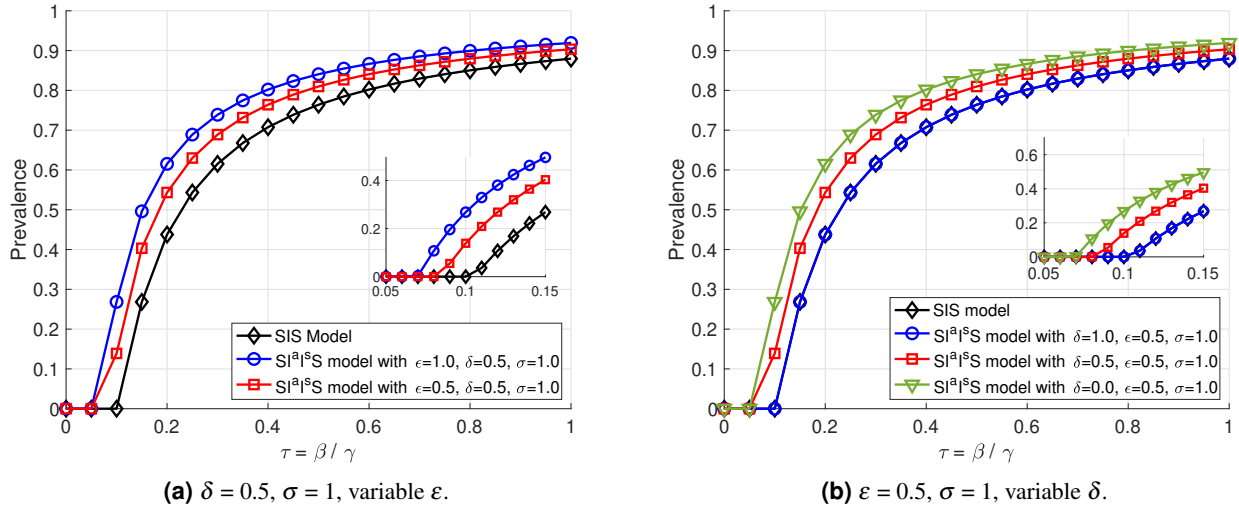 1
0.9
0.8
0.7
0.6
0.5
0.4
0.3
0.2
0.1
0
Prevalence
0.4
0.2
0
0.05 0.1 0.15
SIS Model
SIᵃIˢS model with ϵ=1.0, δ=0.5, σ=1.0
SIᵃIˢS model with ϵ=0.5, δ=0.5, σ=1.0
0 0.2 0.4 0.6 0.8 1
τ = β / γ
(a) δ = 0.5, σ = 1, variable ε.
1
0.9
0.8
0.7
0.6
0.5
0.4
0.3
0.2
0.1
0
Prevalence
0.6
0.4
0.2
0
0.05 0.1 0.15
SIS model
SIᵃIˢS model with δ=1.0, ϵ=0.5, σ=1.0
SIᵃIˢS model with δ=0.5, ϵ=0.5, σ=1.0
SIᵃIˢS model with δ=0.0, ϵ=0.5, σ=1.0
0 0.2 0.4 0.6 0.8 1
τ = β / γ
(b) ε = 0.5, σ = 1, variable δ.